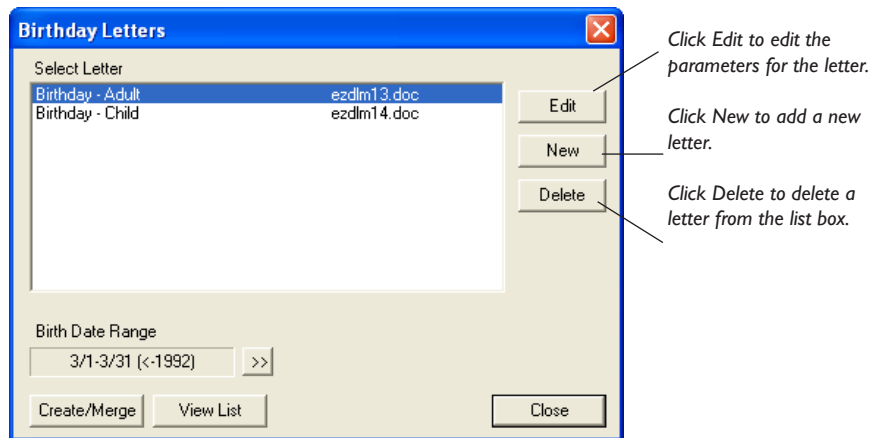 Birthday Letters
Select Letter
Birthday - Adult ezdlm13.doc
Birthday - Child ezdlm14.doc
Edit
New
Delete
Birth Date Range
3/1-3/31 (<-1992) >>
Create/Merge View List Close
Click Edit to edit the
parameters for the letter.
Click New to add a new
letter.
Click Delete to delete a
letter from the list box.